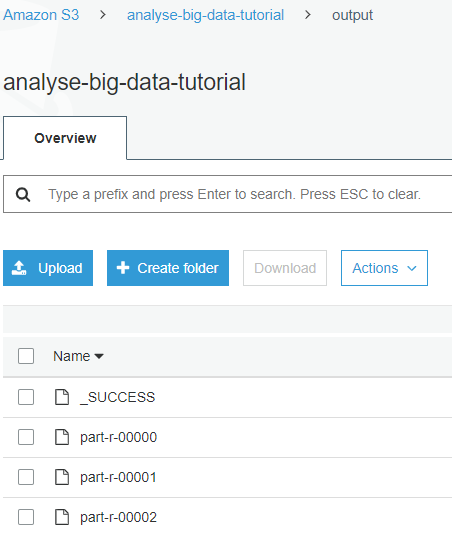 Amazon S3 > analyse-big-data-tutorial > output
analyse-big-data-tutorial
Overview
Type a prefix and press Enter to search. Press ESC to clear.
Upload + Create folder Download Actions
Name
_SUCCESS
part-r-00000
part-r-00001
part-r-00002